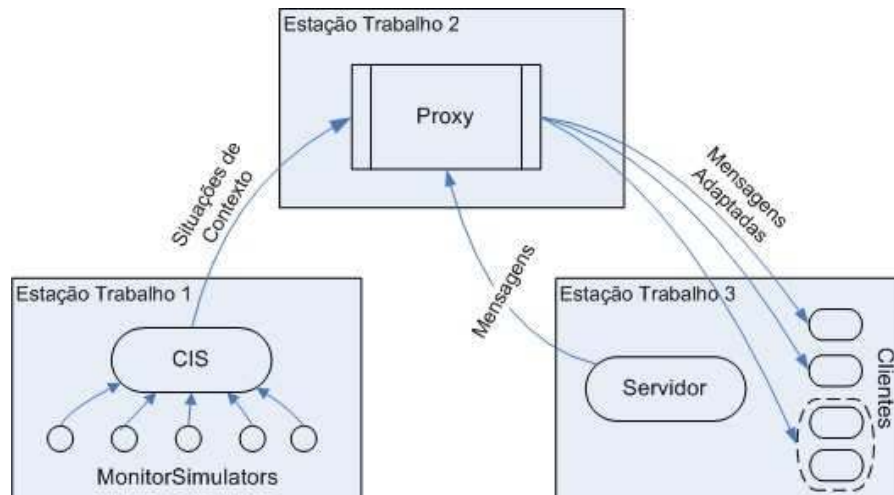 Estação Trabalho 2
Proxy
Situações de
Contexto
Mensagens
Adaptadas
Mensagens
Estação Trabalho 1
CIS
MonitorSimulators
Estação Trabalho 3
Servidor
Clientes